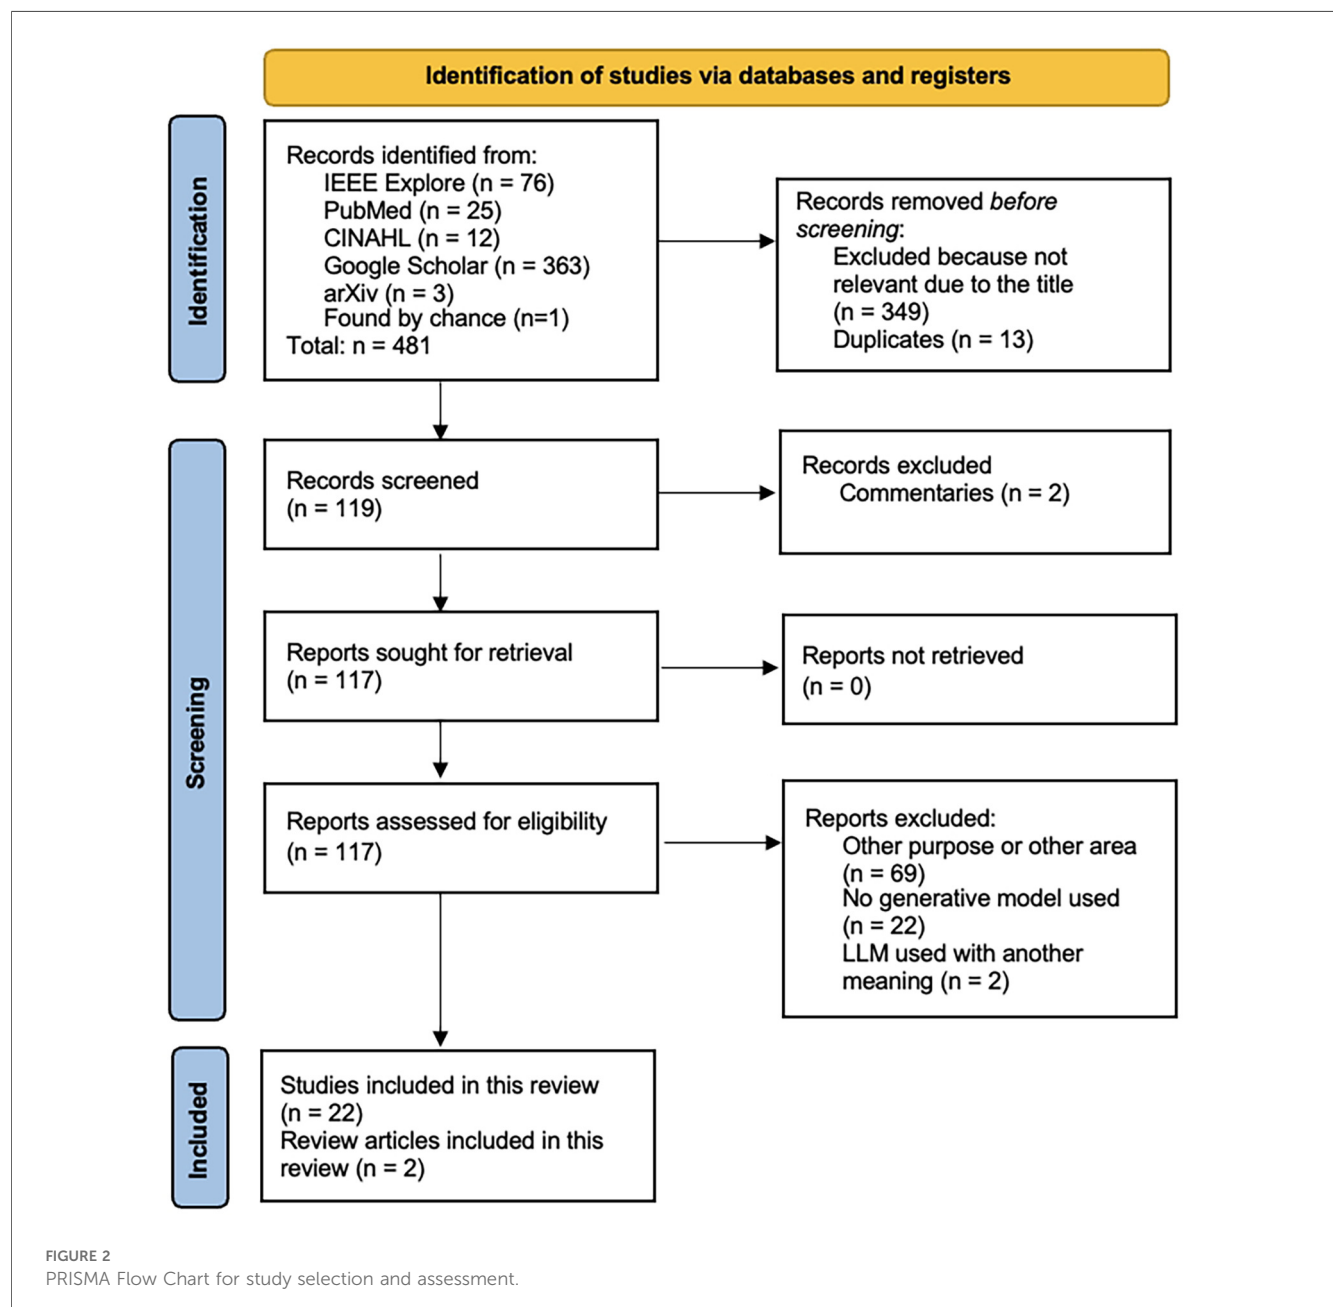 Identification of studies via databases and registers
Identification
Records identified from:
IEEE Explore (n = 76)
PubMed (n = 25)
CINAHL (n = 12)
Google Scholar (n = 363)
arXiv (n = 3)
Found by chance (n=1)
Total: n = 481
Records removed before
screening:
Excluded because not
relevant due to the title
(n = 349)
Duplicates (n = 13)
Screening
Records screened
(n = 119)
Records excluded
Commentaries (n = 2)
Reports sought for retrieval
(n = 117)
Reports not retrieved
(n = 0)
Reports assessed for eligibility
(n = 117)
Reports excluded:
Other purpose or other area
(n = 69)
No generative model used
(n = 22)
LLM used with another
meaning (n = 2)
Included
Studies included in this review
(n = 22)
Review articles included in this
review (n = 2)
FIGURE 2
PRISMA Flow Chart for study selection and assessment.